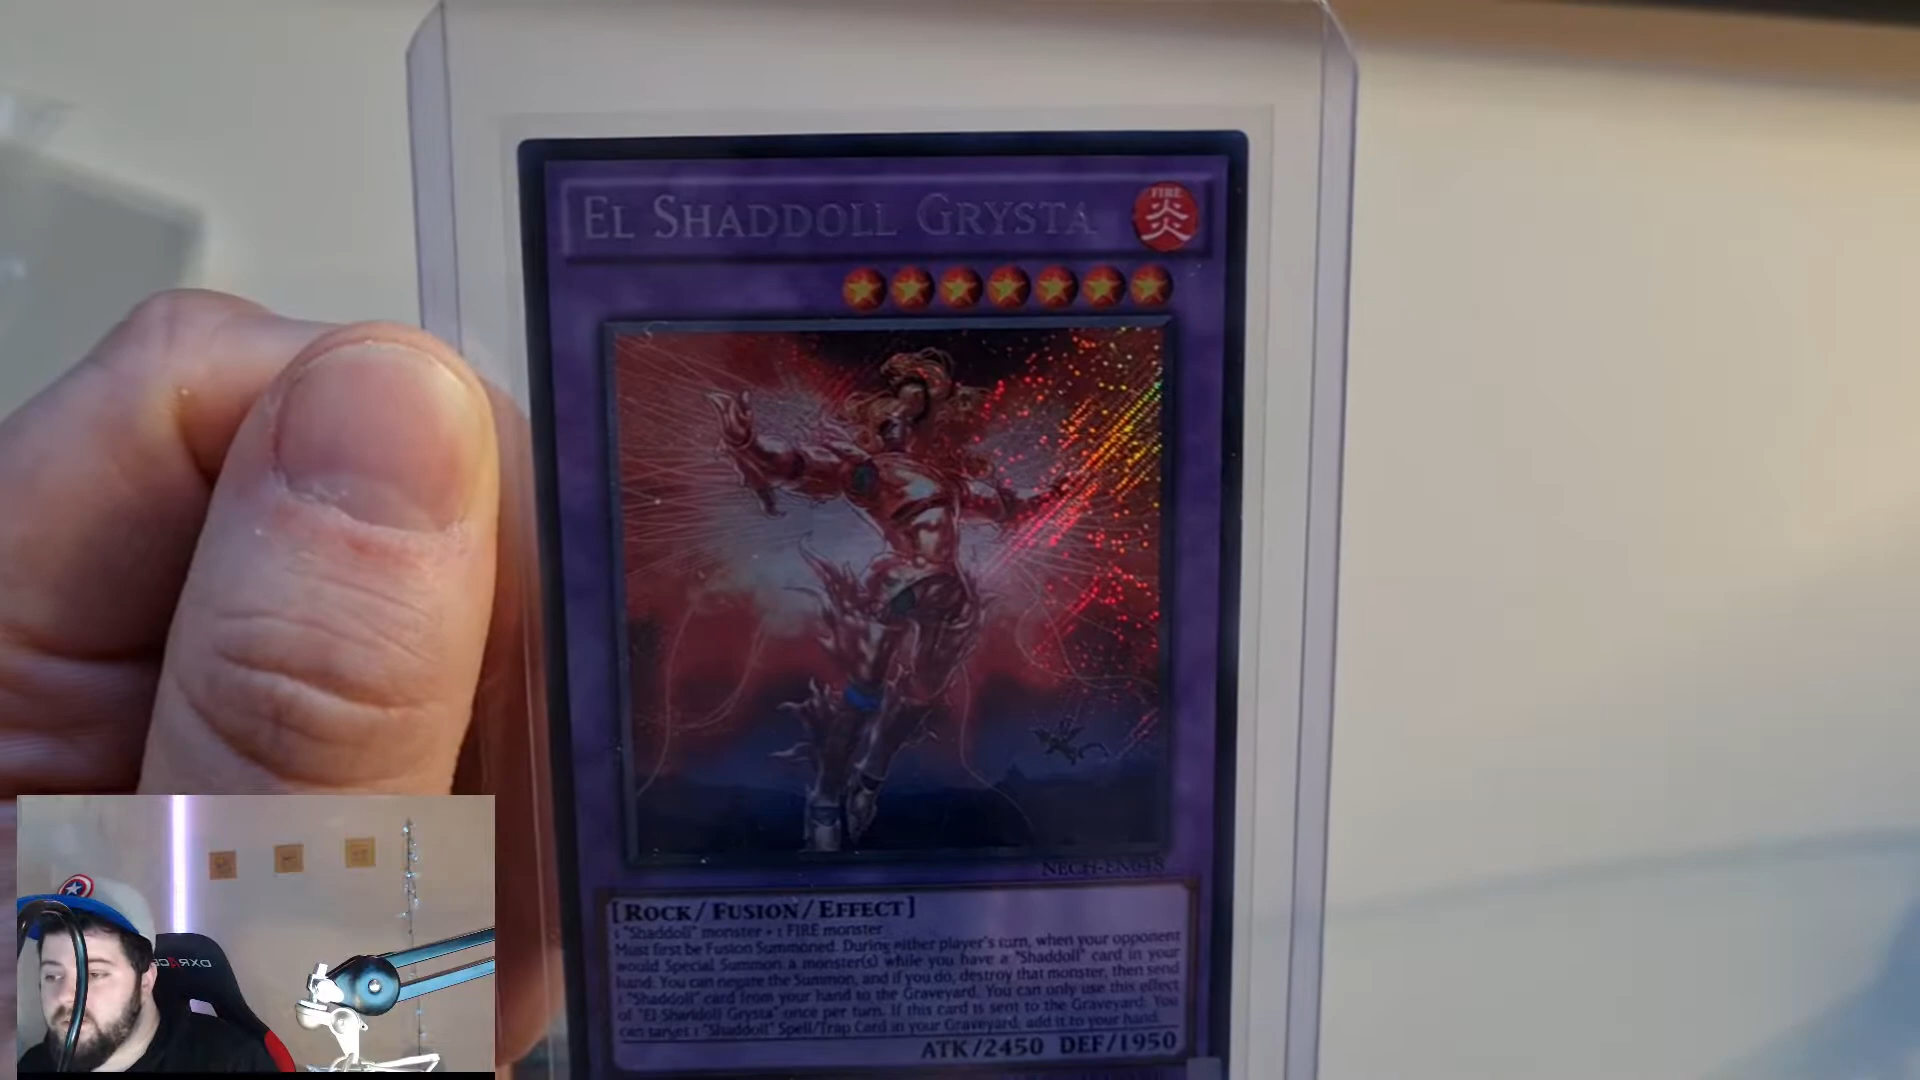 EL SHADDOLL GRYSTA
FIRE
炎
NECH-EN048
[ROCK/FUSION/EFFECT]
1 "Shaddoll" monster + 1 FIRE monster
Must first be Fusion Summoned. During either player's turn, when your opponent
would Special Summon a monster(s) while you have a "Shaddoll" card in your
hand: You can negate the Summon, and if you do, destroy that monster, then send
1 "Shaddoll" card from your hand to the Graveyard. You can only use this effect
of "El Shaddoll Grysta" once per turn. If this card is sent to the Graveyard: You
can target 1 "Shaddoll" Spell/Trap Card in your Graveyard; add it to your hand.
ATK/2450 DEF/1950
DXRACE